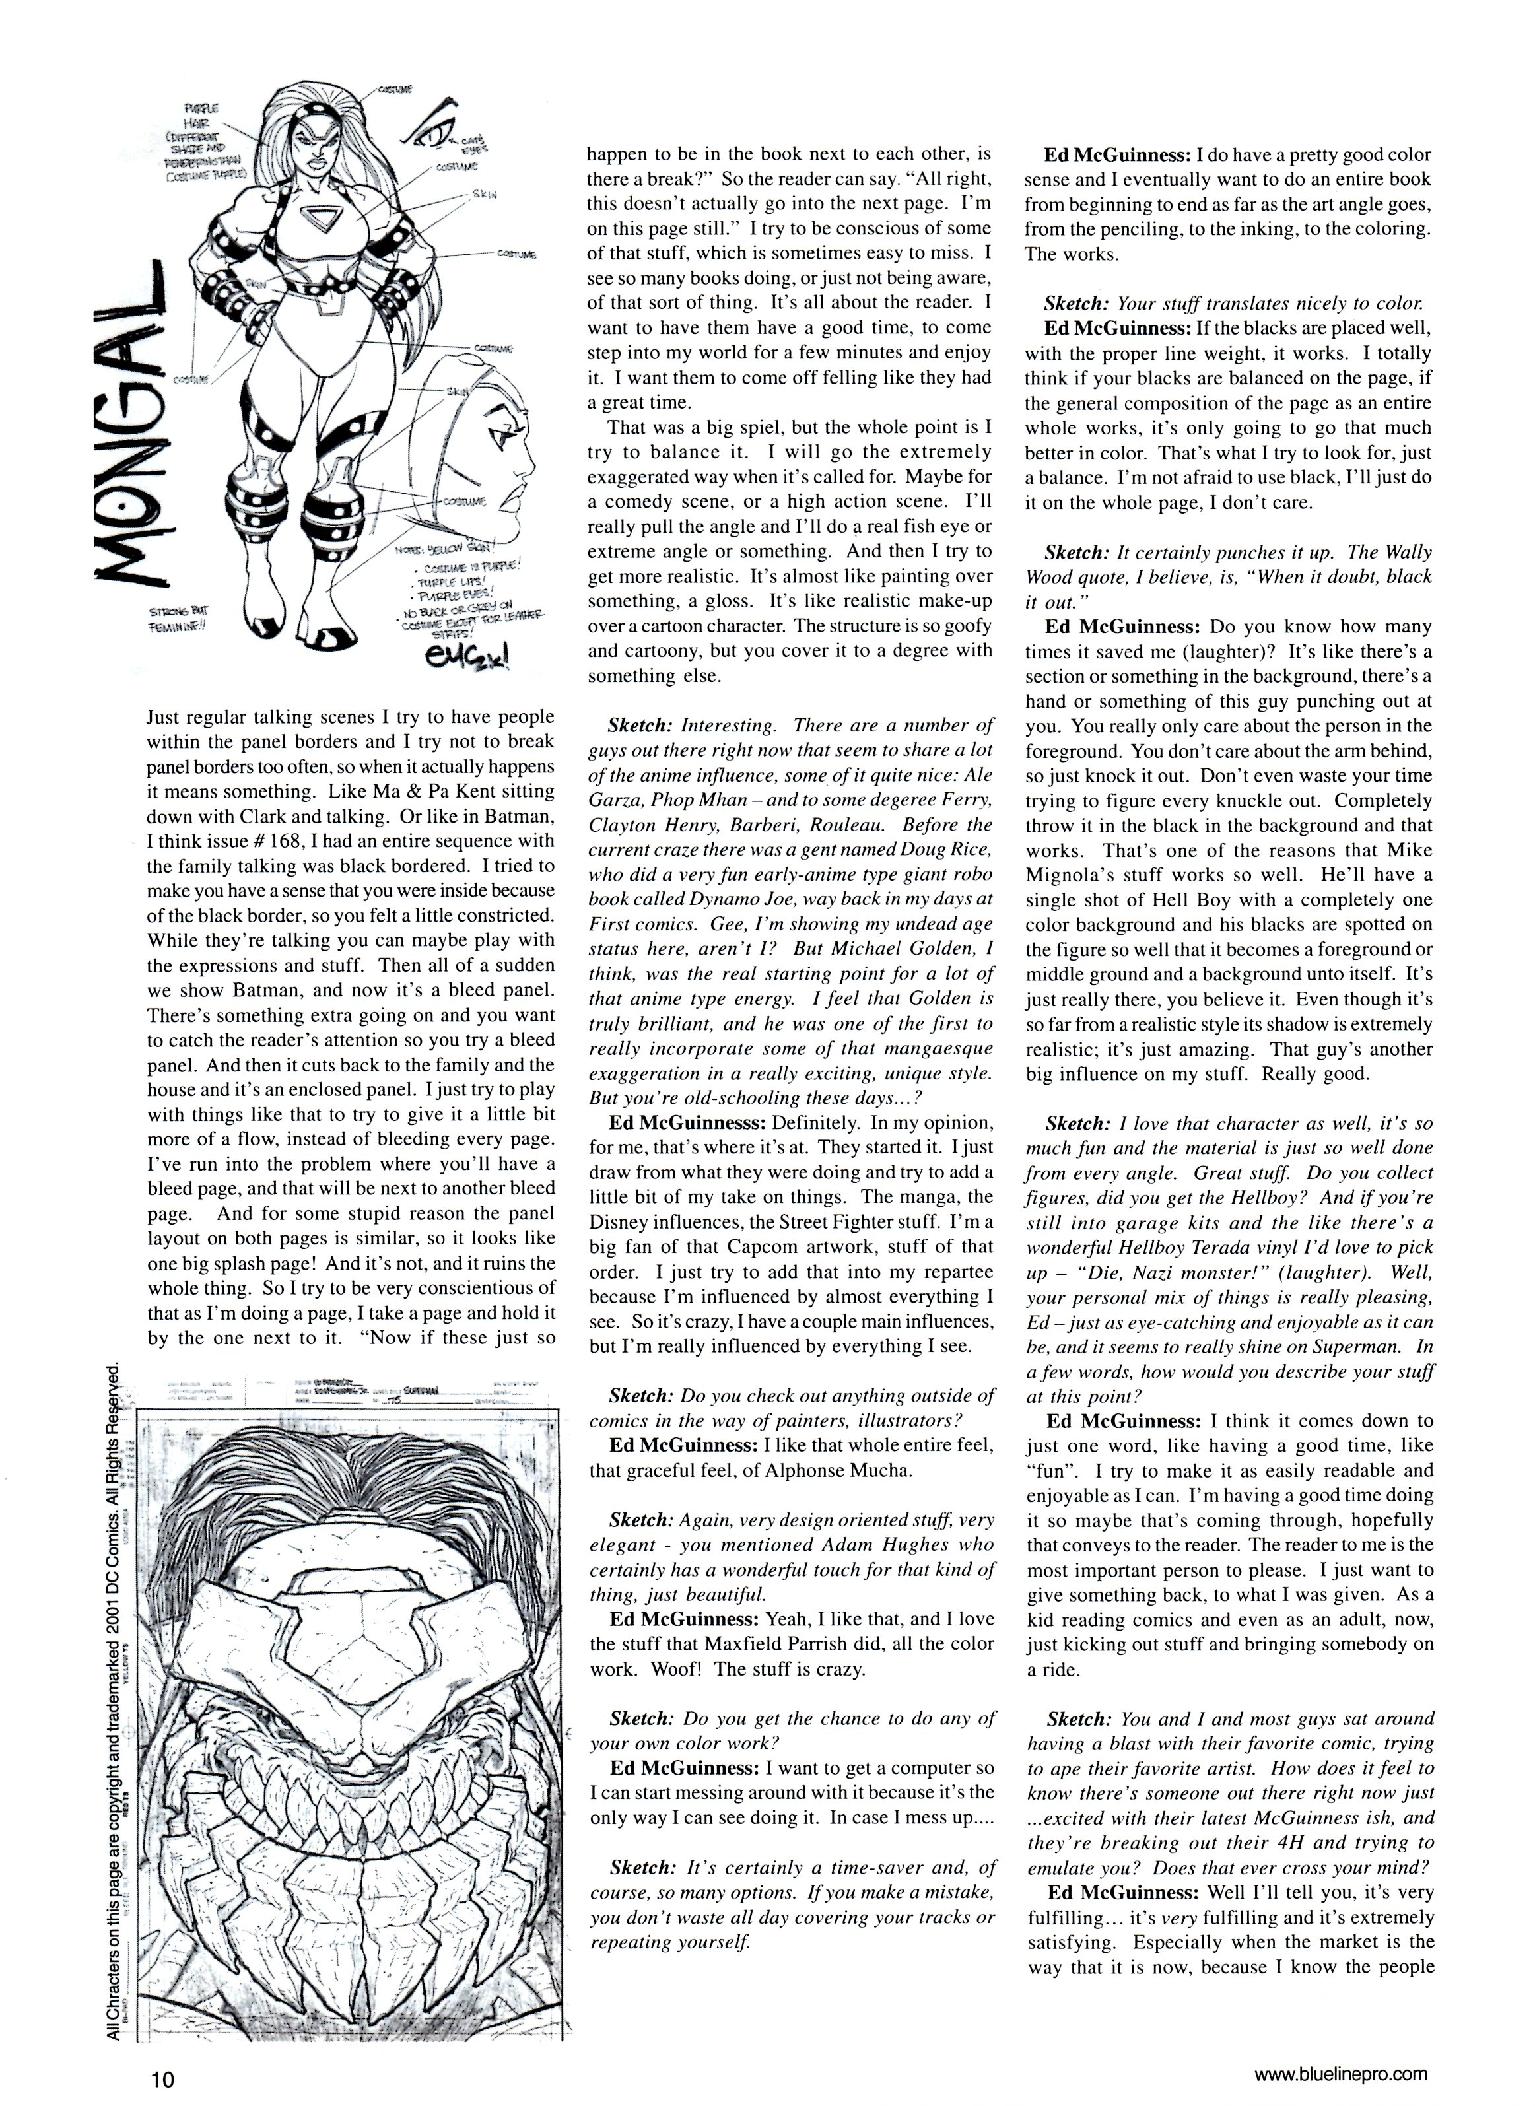 MONGAL
COSTUME
PURPLE
HAIR
(DIFFERENT
SHADE AND
COSTUME PURPLE)
CATS
EYES
COSTUME
SKIN
COSTUME
SKIN
COSTUME
COSTUME
SKIN
COSTUME
NOTES: YELLOW SKIN!
• COSTUME IS PURPLE!
• PURPLE LIPS!
• PURPLE EYES!
• NO BLACK OR GREY ON
COSTUME EXCEPT FOR LEATHER
STRIPS!
STRONG BUT
FEMININE!!
Just regular talking scenes I try to have people
within the panel borders and I try not to break
panel borders too often, so when it actually happens
it means something. Like Ma & Pa Kent sitting
down with Clark and talking. Or like in Batman,
I think issue # 168, I had an entire sequence with
the family talking was black bordered. I tried to
make you have a sense that you were inside because
of the black border, so you felt a little constricted.
While they're talking you can maybe play with
the expressions and stuff. Then all of a sudden
we show Batman, and now it's a bleed panel.
There's something extra going on and you want
to catch the reader's attention so you try a bleed
panel. And then it cuts back to the family and the
house and it's an enclosed panel. I just try to play
with things like that to try to give it a little bit
more of a flow, instead of bleeding every page.
I've run into the problem where you'll have a
bleed page, and that will be next to another bleed
page. And for some stupid reason the panel
layout on both pages is similar, so it looks like
one big splash page! And it's not, and it ruins the
whole thing. So I try to be very conscientious of
that as I'm doing a page, I take a page and hold it
by the one next to it. “Now if these just so
All Chracters on this page are copyright and trademarked 2001 DC Comics. All Rights Reserved.
SUPERMAN
175
happen to be in the book next to each other, is
there a break?” So the reader can say. “All right,
this doesn't actually go into the next page. I'm
on this page still.” I try to be conscious of some
of that stuff, which is sometimes easy to miss. I
see so many books doing, or just not being aware,
of that sort of thing. It's all about the reader. I
want to have them have a good time, to come
step into my world for a few minutes and enjoy
it. I want them to come off felling like they had
a great time.
That was a big spiel, but the whole point is I
try to balance it. I will go the extremely
exaggerated way when it's called for. Maybe for
a comedy scene, or a high action scene. I'll
really pull the angle and I'll do a real fish eye or
extreme angle or something. And then I try to
get more realistic. It's almost like painting over
something, a gloss. It's like realistic make-up
over a cartoon character. The structure is so goofy
and cartoony, but you cover it to a degree with
something else.
Sketch: Interesting. There are a number of
guys out there right now that seem to share a lot
of the anime influence, some of it quite nice: Ale
Garza, Phop Mhan – and to some degeree Ferry,
Clayton Henry, Barberi, Rouleau. Before the
current craze there was a gent named Doug Rice,
who did a very fun early-anime type giant robo
book called Dynamo Joe, way back in my days at
First comics. Gee, I'm showing my undead age
status here, aren't I? But Michael Golden, I
think, was the real starting point for a lot of
that anime type energy. I feel that Golden is
truly brilliant, and he was one of the first to
really incorporate some of that mangaesque
exaggeration in a really exciting, unique style.
But you're old-schooling these days...?
Ed McGuinnesss: Definitely. In my opinion,
for me, that's where it's at. They started it. I just
draw from what they were doing and try to add a
little bit of my take on things. The manga, the
Disney influences, the Street Fighter stuff. I'm a
big fan of that Capcom artwork, stuff of that
order. I just try to add that into my repartee
because I'm influenced by almost everything I
see. So it's crazy, I have a couple main influences,
but I'm really influenced by everything I see.
Sketch: Do you check out anything outside of
comics in the way of painters, illustrators?
Ed McGuinness: I like that whole entire feel,
that graceful feel, of Alphonse Mucha.
Sketch: Again, very design oriented stuff, very
elegant - you mentioned Adam Hughes who
certainly has a wonderful touch for that kind of
thing, just beautiful.
Ed McGuinness: Yeah, I like that, and I love
the stuff that Maxfield Parrish did, all the color
work. Woof! The stuff is crazy.
Sketch: Do you get the chance to do any of
your own color work?
Ed McGuinness: I want to get a computer so
I can start messing around with it because it's the
only way I can see doing it. In case I mess up....
Sketch: It's certainly a time-saver and, of
course, so many options. If you make a mistake,
you don't waste all day covering your tracks or
repeating yourself.
Ed McGuinness: I do have a pretty good color
sense and I eventually want to do an entire book
from beginning to end as far as the art angle goes,
from the penciling, to the inking, to the coloring.
The works.
Sketch: Your stuff translates nicely to color.
Ed McGuinness: If the blacks are placed well,
with the proper line weight, it works. I totally
think if your blacks are balanced on the page, if
the general composition of the page as an entire
whole works, it's only going to go that much
better in color. That's what I try to look for, just
a balance. I'm not afraid to use black, I'll just do
it on the whole page, I don't care.
Sketch: It certainly punches it up. The Wally
Wood quote, I believe, is, “When it doubt, black
it out.”
Ed McGuinness: Do you know how many
times it saved me (laughter)? It's like there's a
section or something in the background, there's a
hand or something of this guy punching out at
you. You really only care about the person in the
foreground. You don't care about the arm behind,
so just knock it out. Don't even waste your time
trying to figure every knuckle out. Completely
throw it in the black in the background and that
works. That's one of the reasons that Mike
Mignola's stuff works so well. He'll have a
single shot of Hell Boy with a completely one
color background and his blacks are spotted on
the figure so well that it becomes a foreground or
middle ground and a background unto itself. It's
just really there, you believe it. Even though it's
so far from a realistic style its shadow is extremely
realistic; it's just amazing. That guy's another
big influence on my stuff. Really good.
Sketch: I love that character as well, it's so
much fun and the material is just so well done
from every angle. Great stuff. Do you collect
figures, did you get the Hellboy? And if you're
still into garage kits and the like there's a
wonderful Hellboy Terada vinyl I'd love to pick
up – “Die, Nazi monster!” (laughter). Well,
your personal mix of things is really pleasing,
Ed – just as eye-catching and enjoyable as it can
be, and it seems to really shine on Superman. In
a few words, how would you describe your stuff
at this point?
Ed McGuinness: I think it comes down to
just one word, like having a good time, like
“fun”. I try to make it as easily readable and
enjoyable as I can. I'm having a good time doing
it so maybe that's coming through, hopefully
that conveys to the reader. The reader to me is the
most important person to please. I just want to
give something back, to what I was given. As a
kid reading comics and even as an adult, now,
just kicking out stuff and bringing somebody on
a ride.
Sketch: You and I and most guys sat around
having a blast with their favorite comic, trying
to ape their favorite artist. How does it feel to
know there's someone out there right now just
...excited with their latest McGuinness ish, and
they're breaking out their 4H and trying to
emulate you? Does that ever cross your mind?
Ed McGuinness: Well I'll tell you, it's very
fulfilling... it's very fulfilling and it's extremely
satisfying. Especially when the market is the
way that it is now, because I know the people
10
www.bluelinepro.com